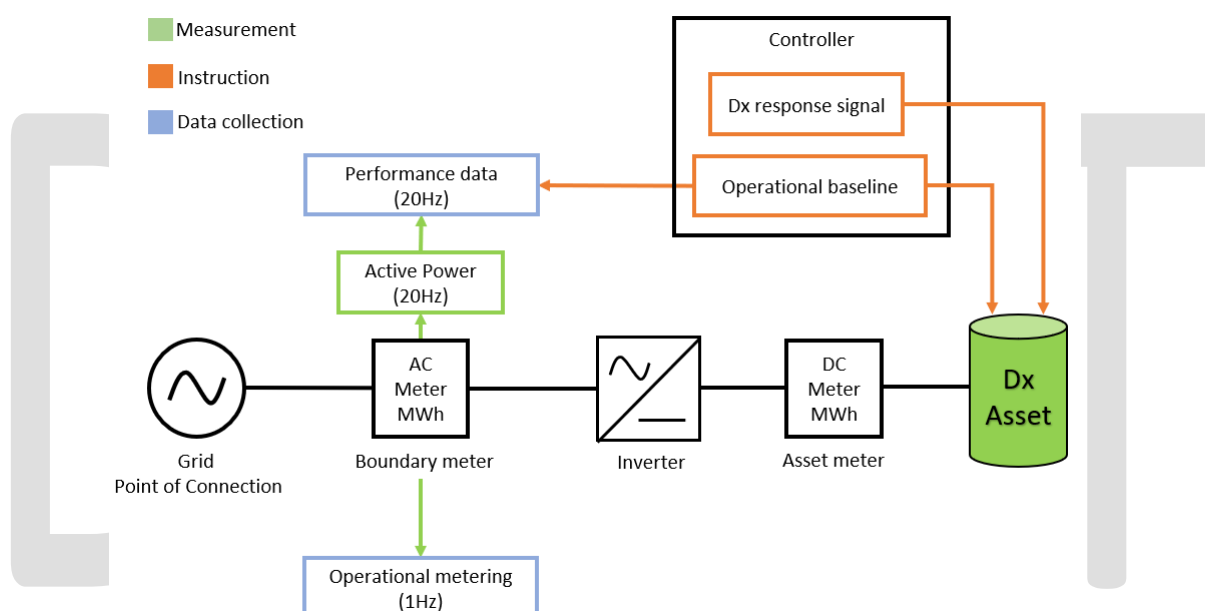 Measurement
Instruction
Data collection
Controller
Dx response signal
Operational baseline
Performance data
(20Hz)
Active Power
(20Hz)
AC
Meter
MWh
DC
Meter
MWh
Dx
Asset
Grid
Point of Connection
Boundary meter
Inverter
Asset meter
Operational metering
(1Hz)